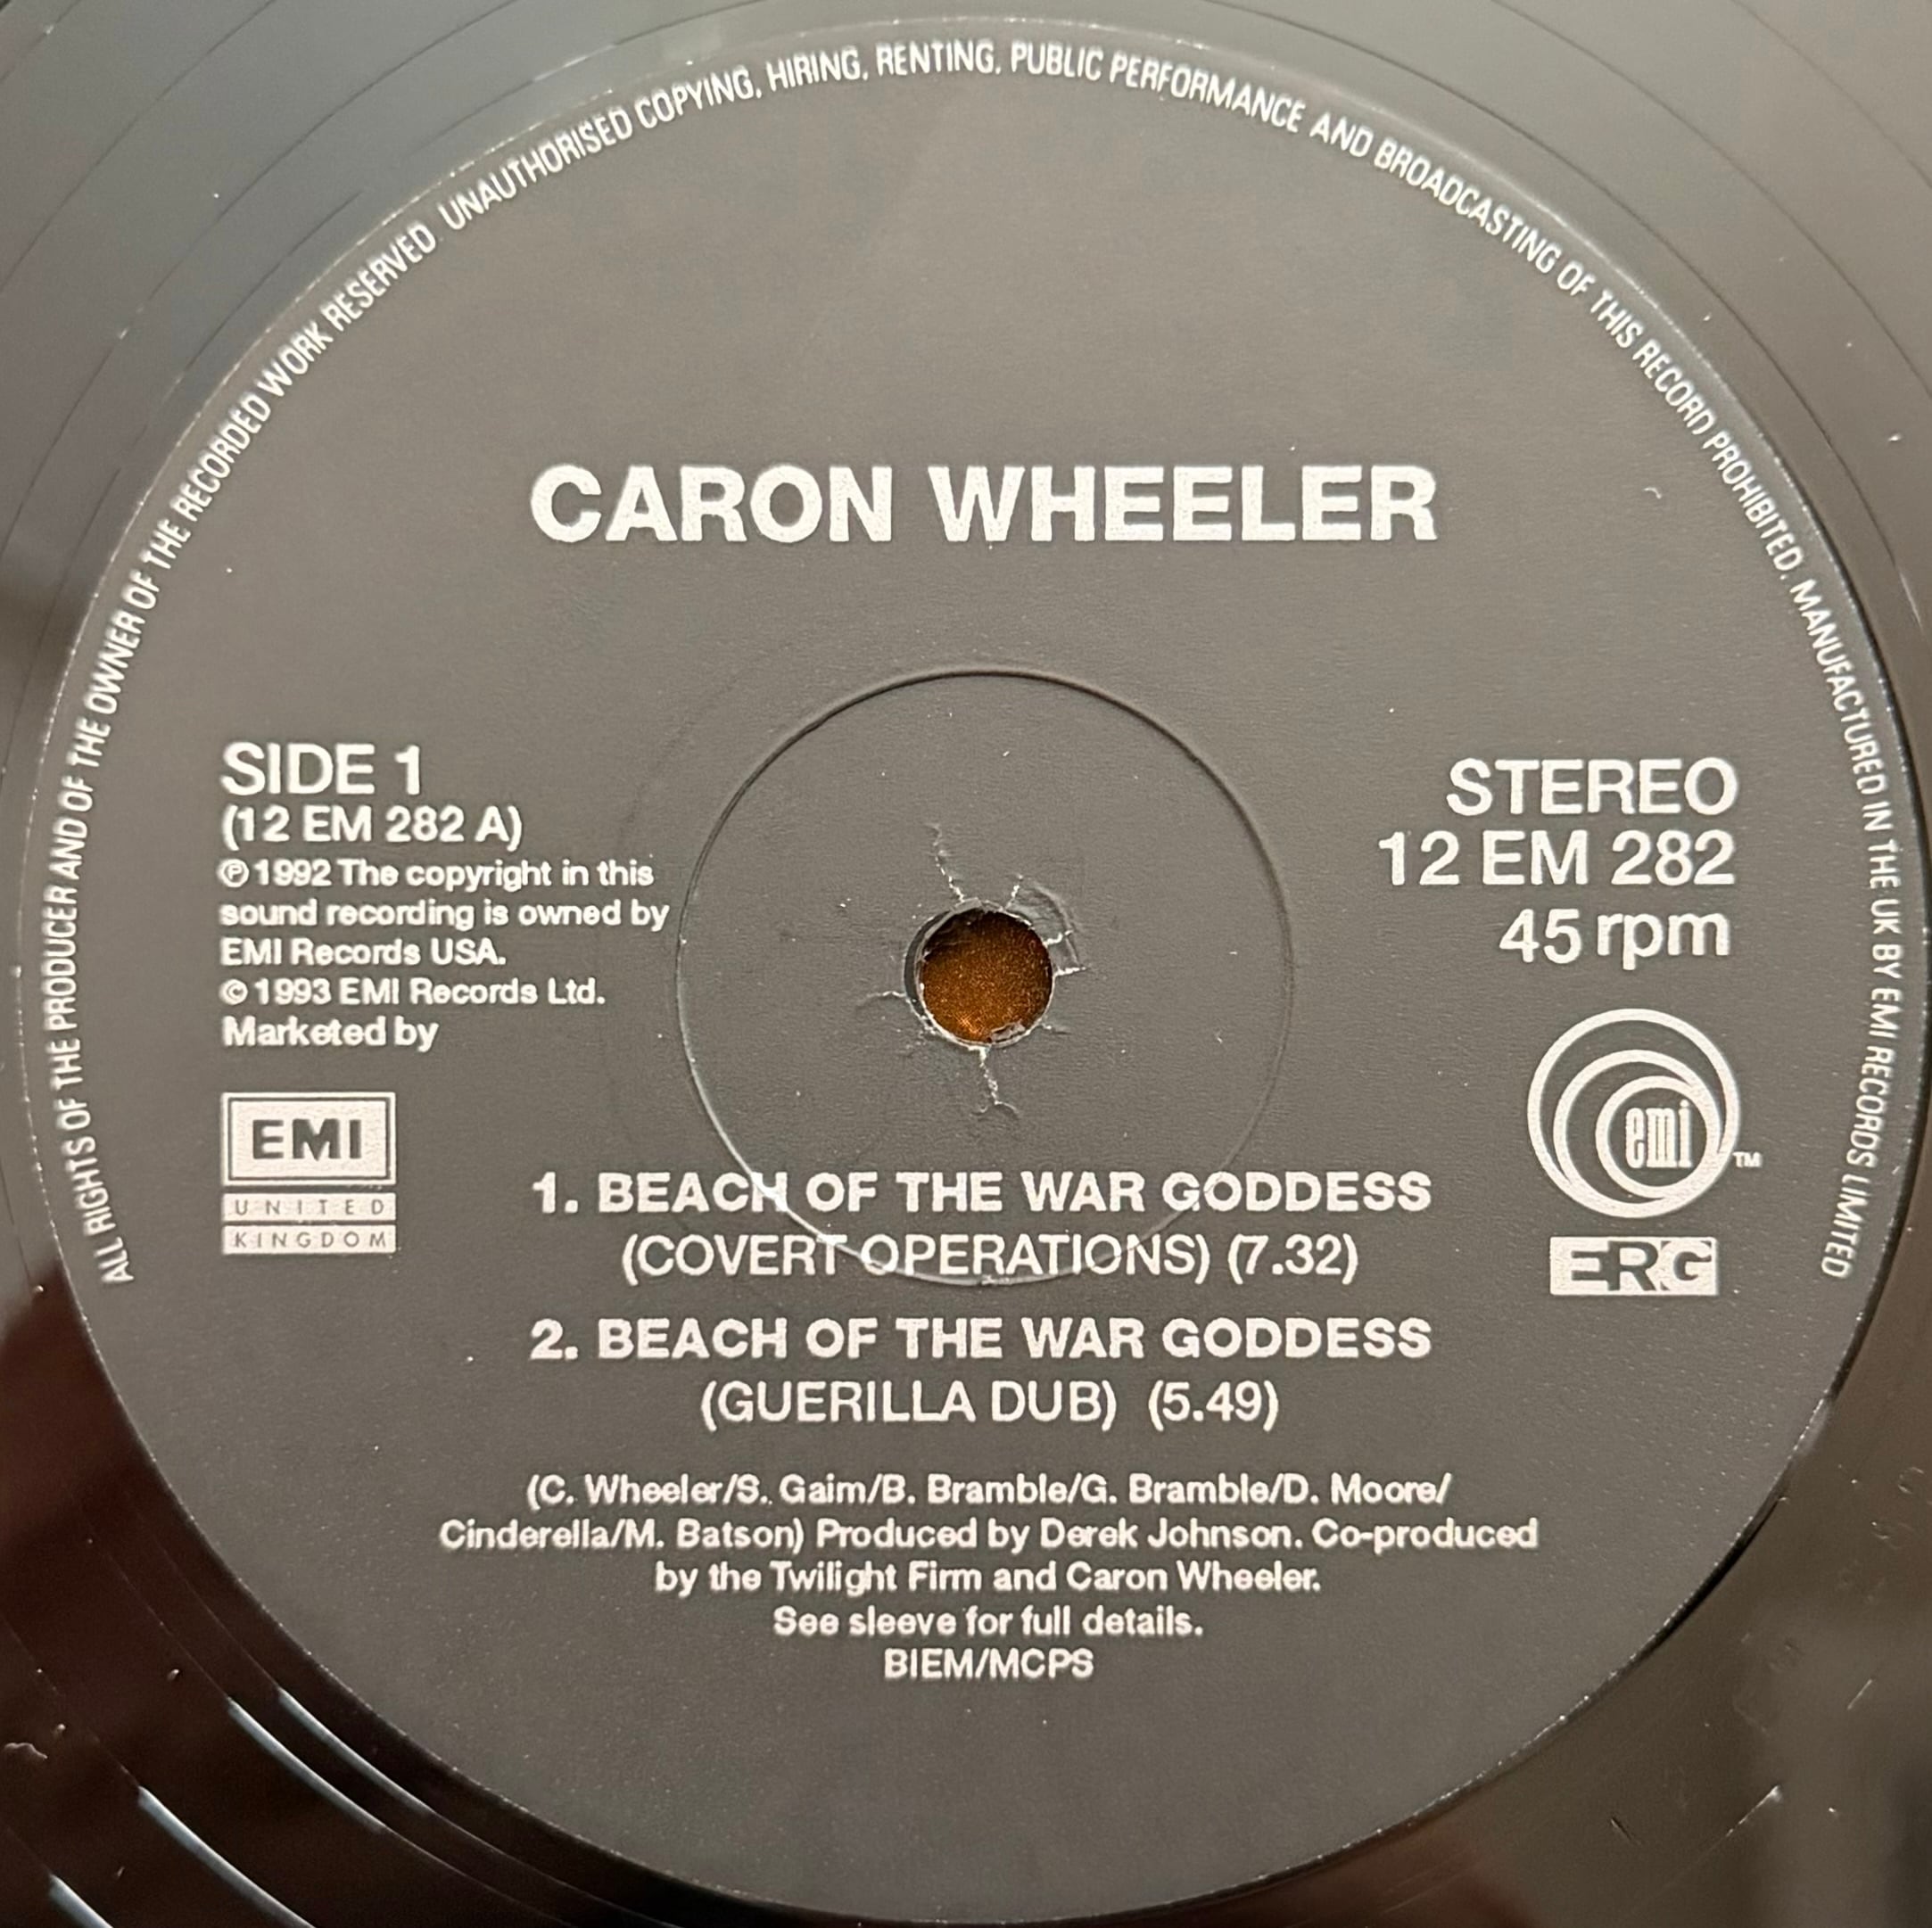 ALL RIGHTS OF THE PRODUCER AND OF THE OWNER OF THE RECORDED WORK RESERVED UNAUTHORISED COPYING, HIRING, RENTING, PUBLIC PERFORMANCE AND BROADCASTING OF THIS RECORD PROHIBITED. MANUFACTURED IN THE UK BY EMI RECORDS LIMITED
CARON WHEELER
SIDE 1
(12 EM 282 A)
℗ 1992 The copyright in this
sound recording is owned by
EMI Records USA.
© 1993 EMI Records Ltd.
Marketed by
EMI
UNITED
KINGDOM
STEREO
12 EM 282
45 rpm
emi
TM
ERG
1. BEACH OF THE WAR GODDESS
(COVERT OPERATIONS) (7.32)
2. BEACH OF THE WAR GODDESS
(GUERILLA DUB) (5.49)
(C. Wheeler/S. Gaim/B. Bramble/G. Bramble/D. Moore/
Cinderella/M. Batson) Produced by Derek Johnson. Co-produced
by the Twilight Firm and Caron Wheeler.
See sleeve for full details.
BIEM/MCPS